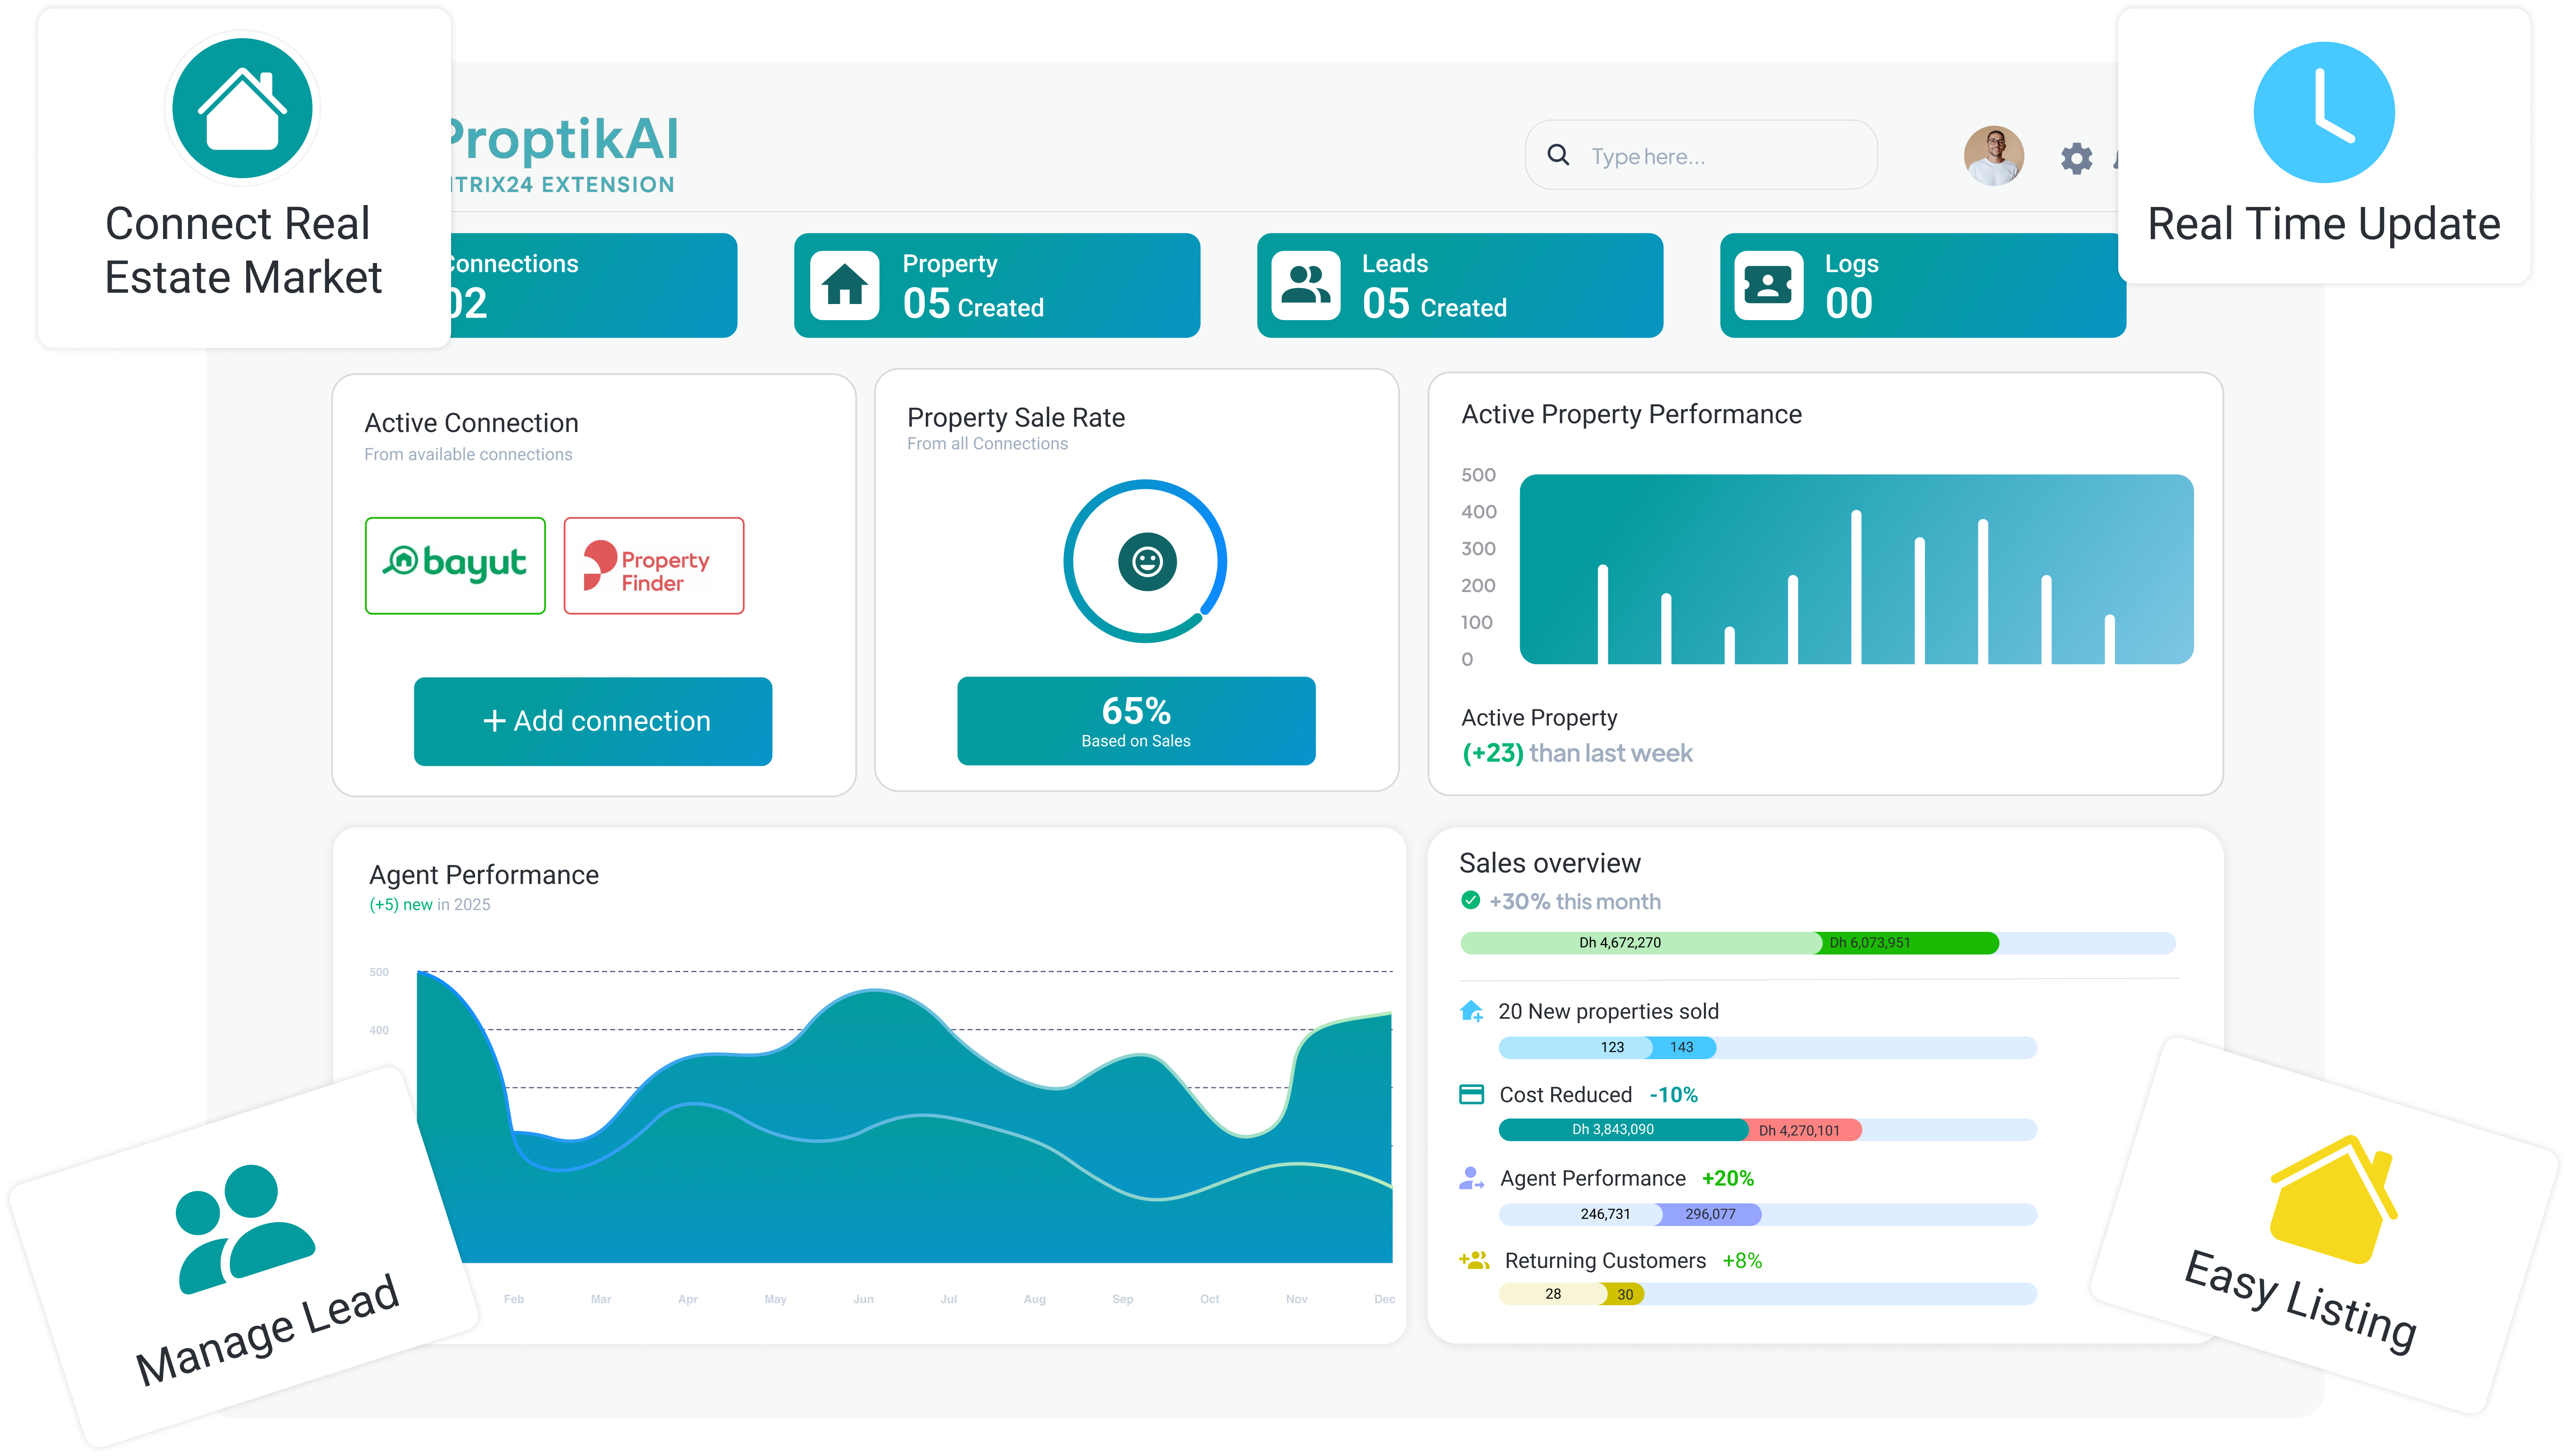 Connect Real
Estate Market
ProptikAI
ITRIX24 EXTENSION
Type here...
Real Time Update
Connections
02
Property
05 Created
Leads
05 Created
Logs
00
Active Connection
From available connections
bayut
Property
Finder
+ Add connection
Property Sale Rate
From all Connections
65%
Based on Sales
Active Property Performance
500
400
300
200
100
0
Active Property
(+23) than last week
Agent Performance
(+5) new in 2025
500
400
Feb Mar Apr May Jun Jul Aug Sep Oct Nov Dec
Sales overview
+30% this month
Dh 4,672,270 Dh 6,073,951
20 New properties sold
123 143
Cost Reduced -10%
Dh 3,843,090 Dh 4,270,101
Agent Performance +20%
246,731 296,077
Returning Customers +8%
28 30
Manage Lead
Easy Listing